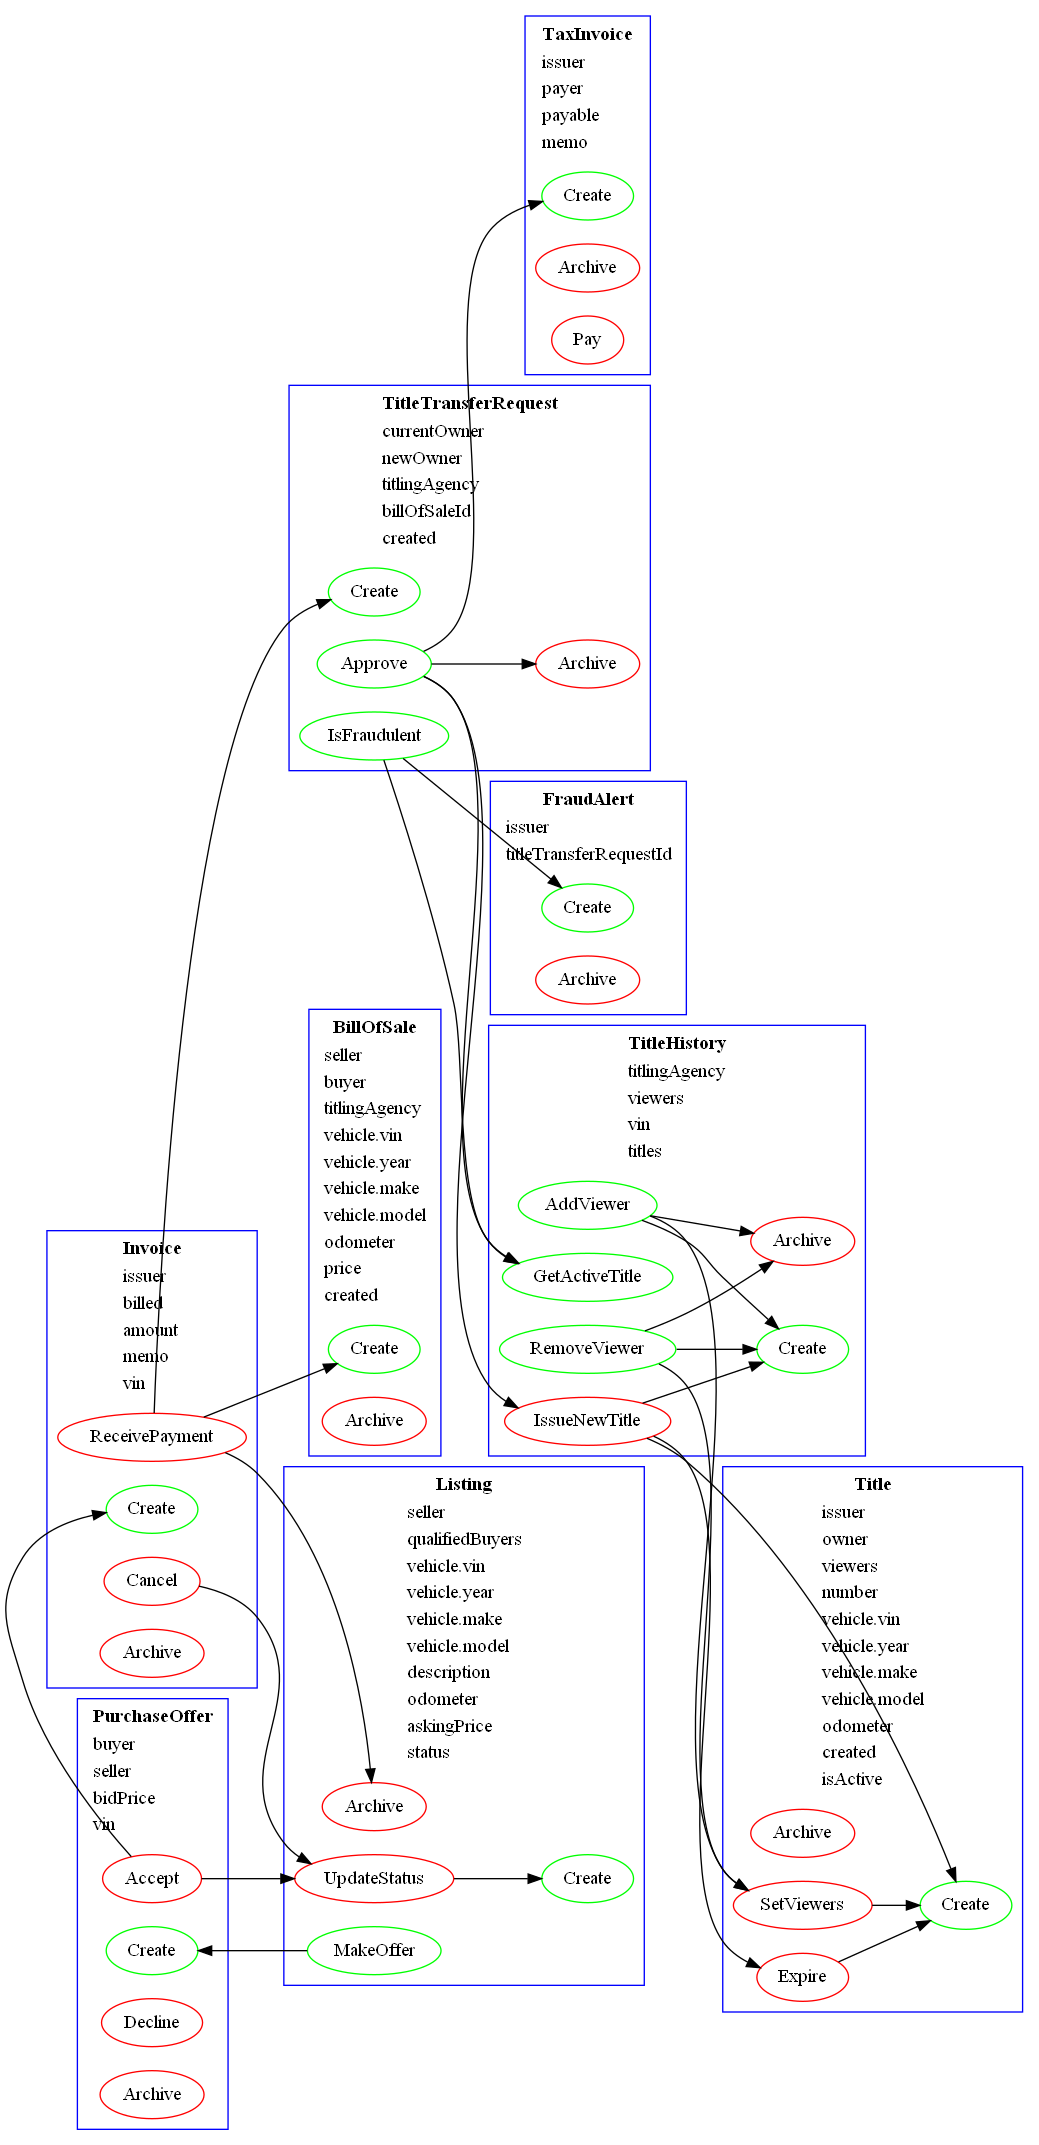 TaxInvoice
issuer
payer
payable
memo
Create
Archive
Pay
TitleTransferRequest
currentOwner
newOwner
titlingAgency
billOfSaleId
created
Create
Approve
Archive
IsFraudulent
FraudAlert
issuer
titleTransferRequestId
Create
Archive
BillOfSale
seller
buyer
titlingAgency
vehicle.vin
vehicle.year
vehicle.make
vehicle.model
odometer
price
created
Create
Archive
TitleHistory
titlingAgency
viewers
vin
titles
AddViewer
Archive
GetActiveTitle
RemoveViewer
Create
IssueNewTitle
Invoice
issuer
billed
amount
memo
vin
ReceivePayment
Create
Cancel
Archive
Listing
seller
qualifiedBuyers
vehicle.vin
vehicle.year
vehicle.make
vehicle.model
description
odometer
askingPrice
status
Archive
UpdateStatus
Create
MakeOffer
Title
issuer
owner
viewers
number
vehicle.vin
vehicle.year
vehicle.make
vehicle.model
odometer
created
isActive
Archive
SetViewers
Create
Expire
PurchaseOffer
buyer
seller
bidPrice
vin
Accept
Create
Decline
Archive